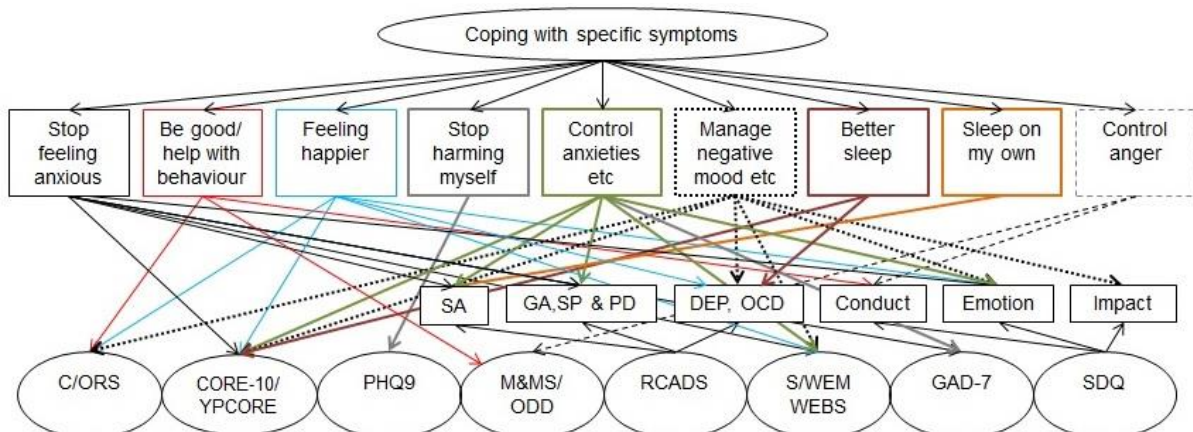 Coping with specific symptoms
Stop
feeling
anxious
Be good/
help with
behaviour
Feeling
happier
Stop
harming
myself
Control
anxieties
etc
Manage
negative
mood etc
Better
sleep
Sleep on
my own
Control
anger
SA
GA,SP & PD
DEP, OCD
Conduct
Emotion
Impact
C/ORS
CORE-10/
YPCORE
PHQ9
M&MS/
ODD
RCADS
S/WEM
WEBS
GAD-7
SDQ